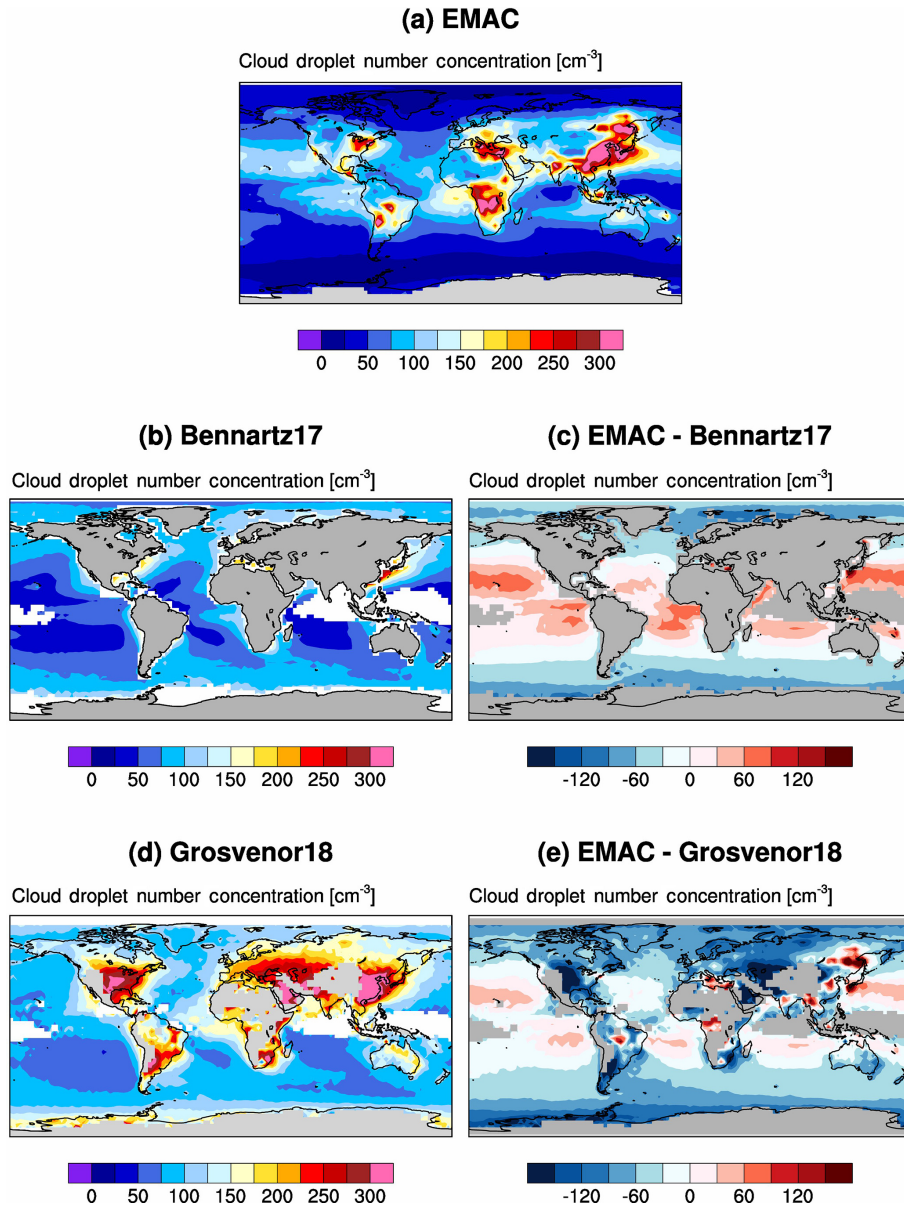 (a) EMAC
Cloud droplet number concentration [cm⁻³]
0 50 100 150 200 250 300
(b) Bennartz17
Cloud droplet number concentration [cm⁻³]
0 50 100 150 200 250 300
(c) EMAC - Bennartz17
Cloud droplet number concentration [cm⁻³]
-120 -60 0 60 120
(d) Grosvenor18
Cloud droplet number concentration [cm⁻³]
0 50 100 150 200 250 300
(e) EMAC - Grosvenor18
Cloud droplet number concentration [cm⁻³]
-120 -60 0 60 120